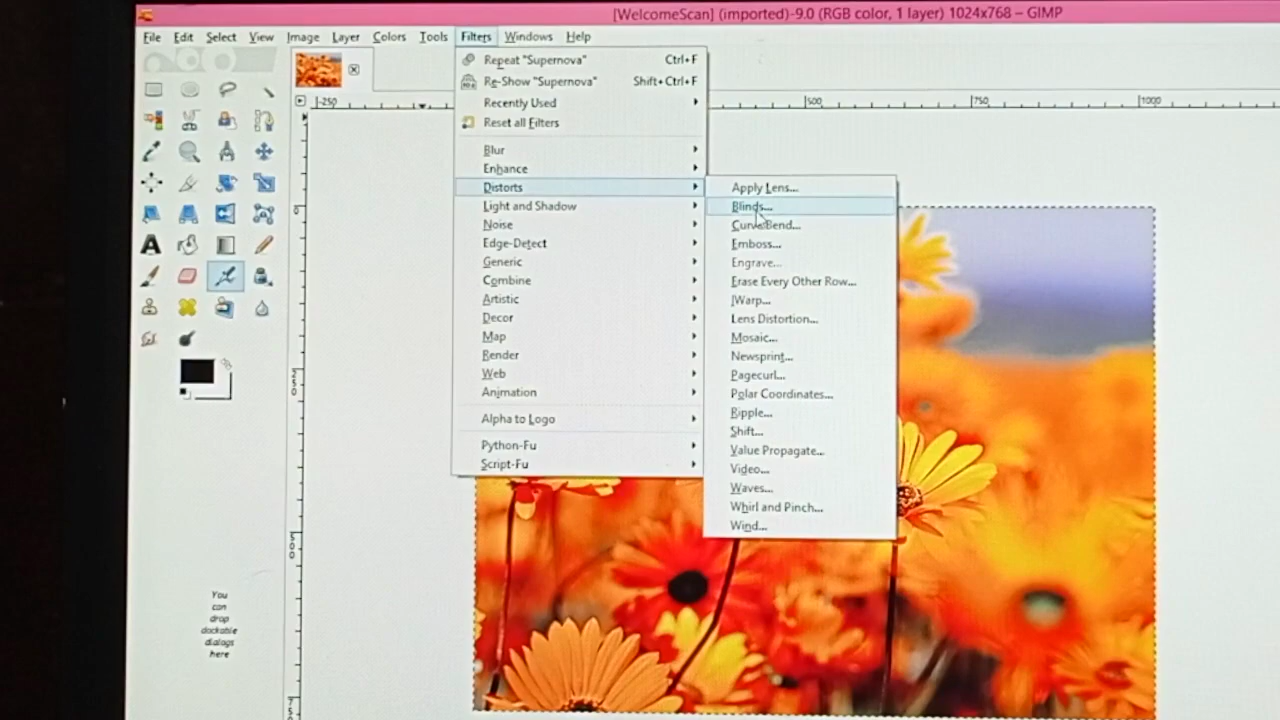 [WelcomeScan] (imported)-9.0 (RGB color, 1 layer) 1024x768 – GIMP
File Edit Select View Image Layer Colors Tools Filters Windows Help
Repeat "Supernova" Ctrl+F
Re-Show "Supernova" Shift+Ctrl+F
Recently Used
Reset all Filters
Blur
Enhance
Distorts
Light and Shadow
Noise
Edge-Detect
Generic
Combine
Artistic
Decor
Map
Render
Web
Animation
Alpha to Logo
Python-Fu
Script-Fu
Apply Lens...
Blinds...
Curve Bend...
Emboss...
Engrave...
Erase Every Other Row...
IWarp...
Lens Distortion...
Mosaic...
Newsprint...
Pagecurl...
Polar Coordinates...
Ripple...
Shift...
Value Propagate...
Video...
Waves...
Whirl and Pinch...
Wind...
-250 500 750 1000
0
250
500
750
You
can
drop
dockable
dialogs
here